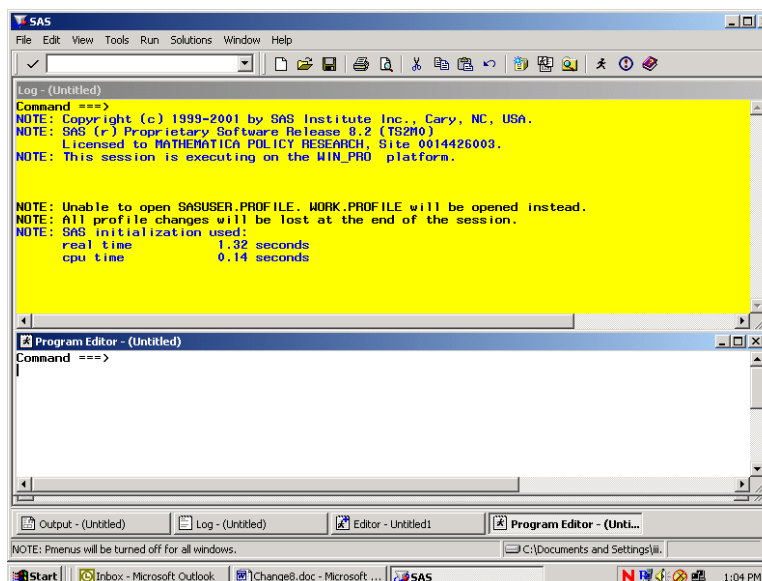 SAS
File Edit View Tools Run Solutions Window Help
Log - (Untitled)
Command ===>
NOTE: Copyright (c) 1999-2001 by SAS Institute Inc., Cary, NC, USA.
NOTE: SAS (r) Proprietary Software Release 8.2 (TS2M0)
Licensed to MATHEMATICA POLICY RESEARCH, Site 0014426003.
NOTE: This session is executing on the WIN_PRO platform.
NOTE: Unable to open SASUSER.PROFILE. WORK.PROFILE will be opened instead.
NOTE: All profile changes will be lost at the end of the session.
NOTE: SAS initialization used:
real time 1.32 seconds
cpu time 0.14 seconds
Program Editor - (Untitled)
Command ===>
Output - (Untitled) Log - (Untitled) Editor - Untitled1 Program Editor - (Unti...
NOTE: Pmenus will be turned off for all windows. C:\Documents and Settings\iii.
Start Inbox - Microsoft Outlook Change8.doc - Microsoft ... SAS N 1:04 PM